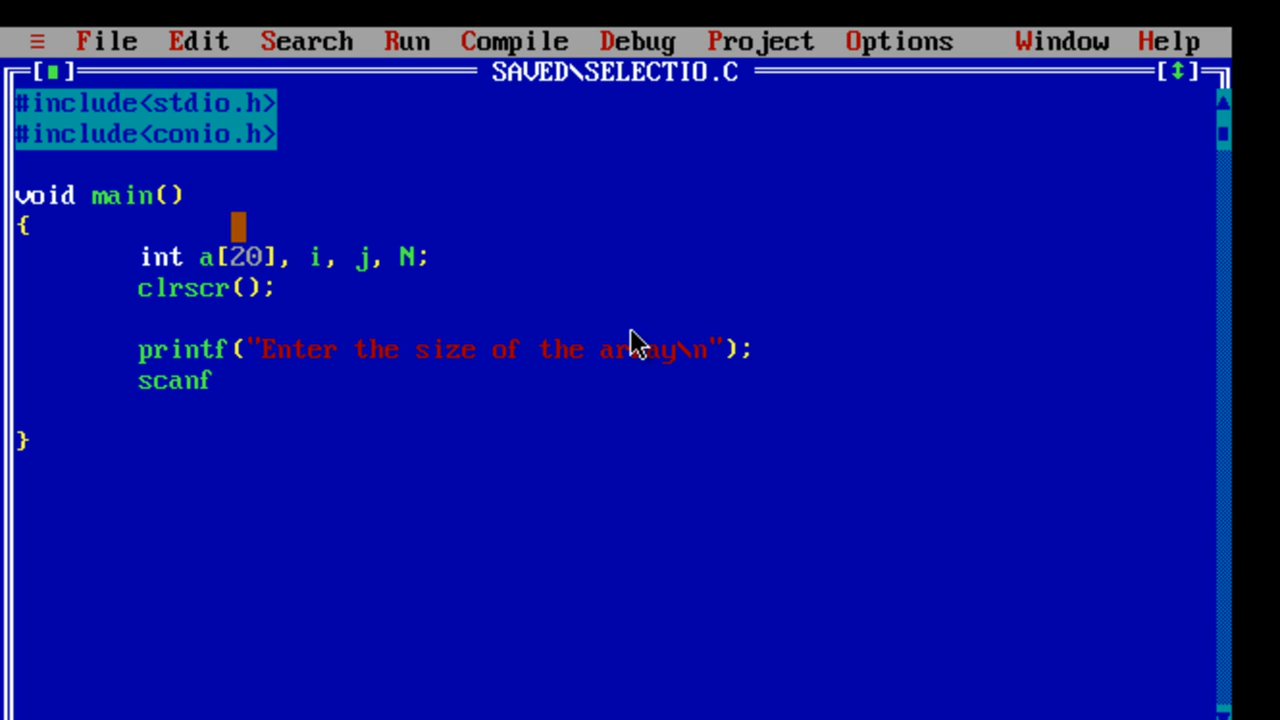 ≡ File Edit Search Run Compile Debug Project Options Window Help
[■] SAVED\SELECTIO.C [↕]
#include<stdio.h>
#include<conio.h>
void main()
{
int a[20], i, j, N;
clrscr();
printf("Enter the size of the array\n");
scanf
}